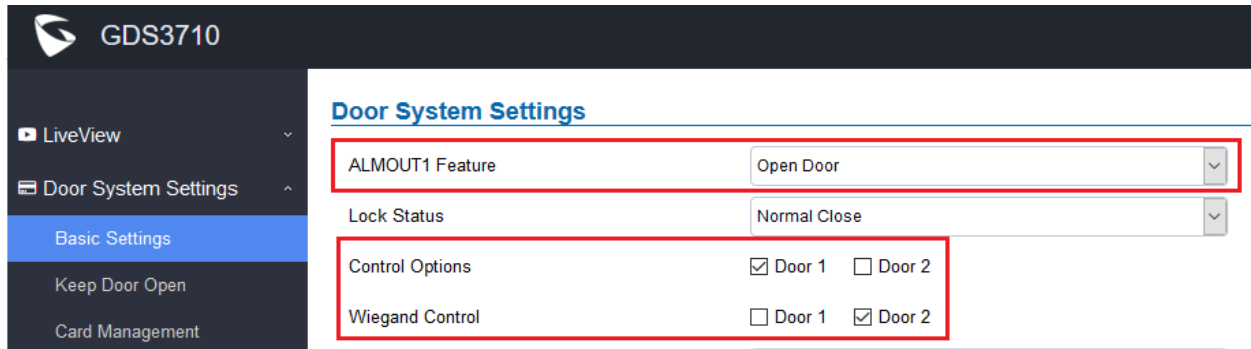 GDS3710
LiveView
Door System Settings
Basic Settings
Keep Door Open
Card Management
Door System Settings
ALMOUT1 Feature Open Door
Lock Status Normal Close
Control Options Door 1 Door 2
Wiegand Control Door 1 Door 2